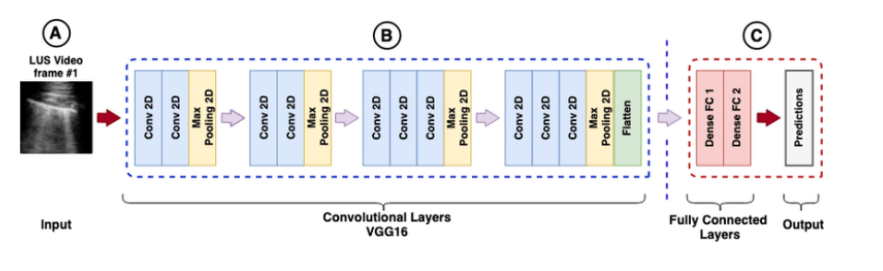 A
B
C
LUS Video
frame #1
Conv 2D
Conv 2D
Max
Pooling 2D
Conv 2D
Conv 2D
Max
Pooling 2D
Conv 2D
Conv 2D
Conv 2D
Max
Pooling 2D
Conv 2D
Conv 2D
Conv 2D
Max
Pooling 2D
Flatten
Dense FC 1
Dense FC 2
Predictions
Input
Convolutional Layers
VGG16
Fully Connected
Layers
Output